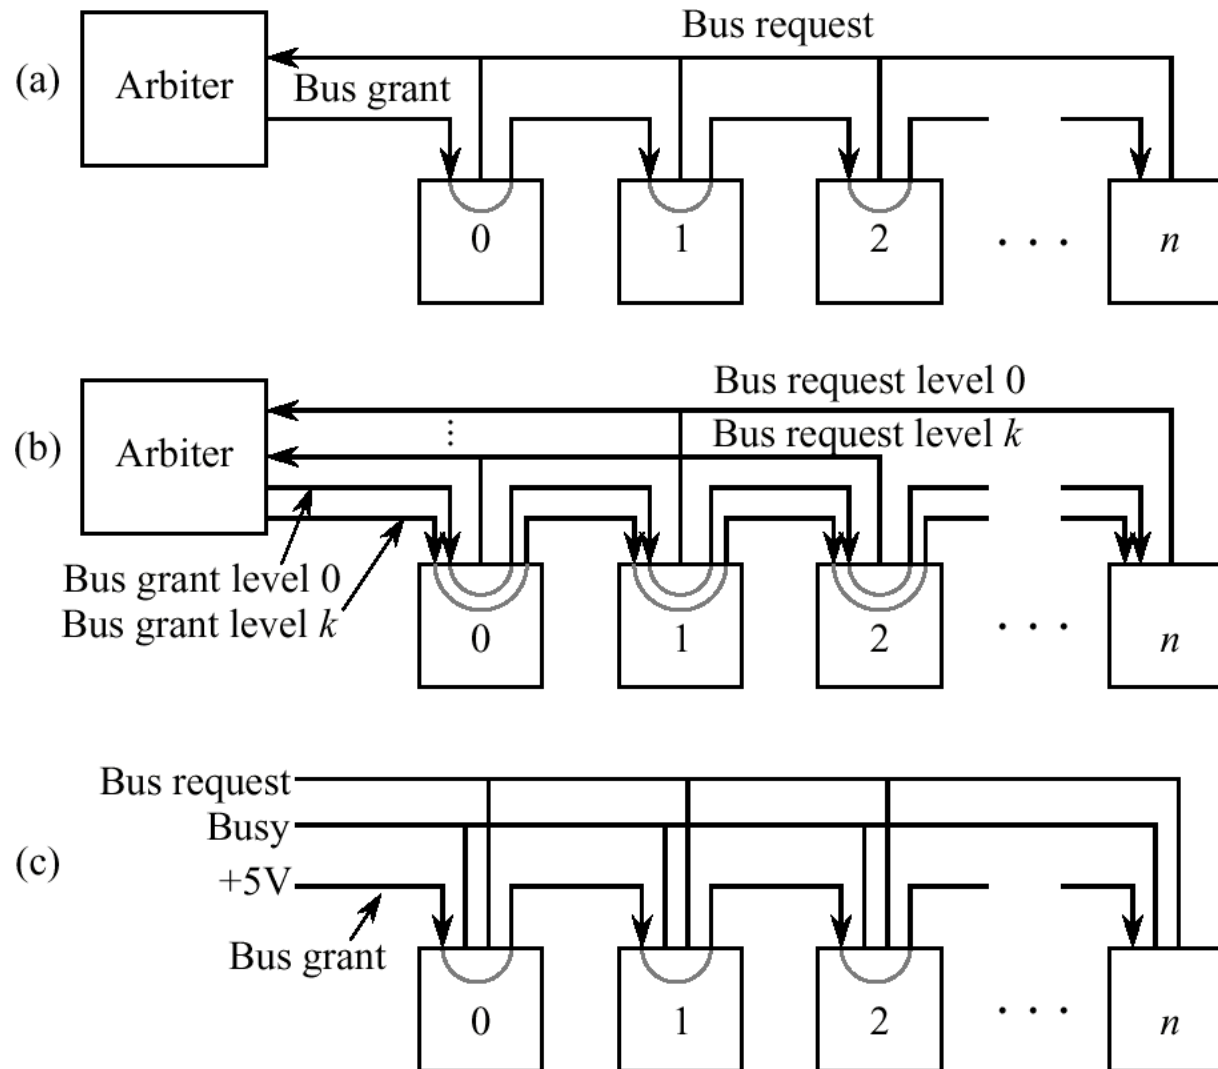 Bus request
(a)
Arbiter
Bus grant
0
1
2
. . .
n
Bus request level 0
Bus request level k
(b)
Arbiter
Bus grant level 0
Bus grant level k
0
1
2
. . .
n
Bus request
Busy
(c)
+5V
Bus grant
0
1
2
. . .
n